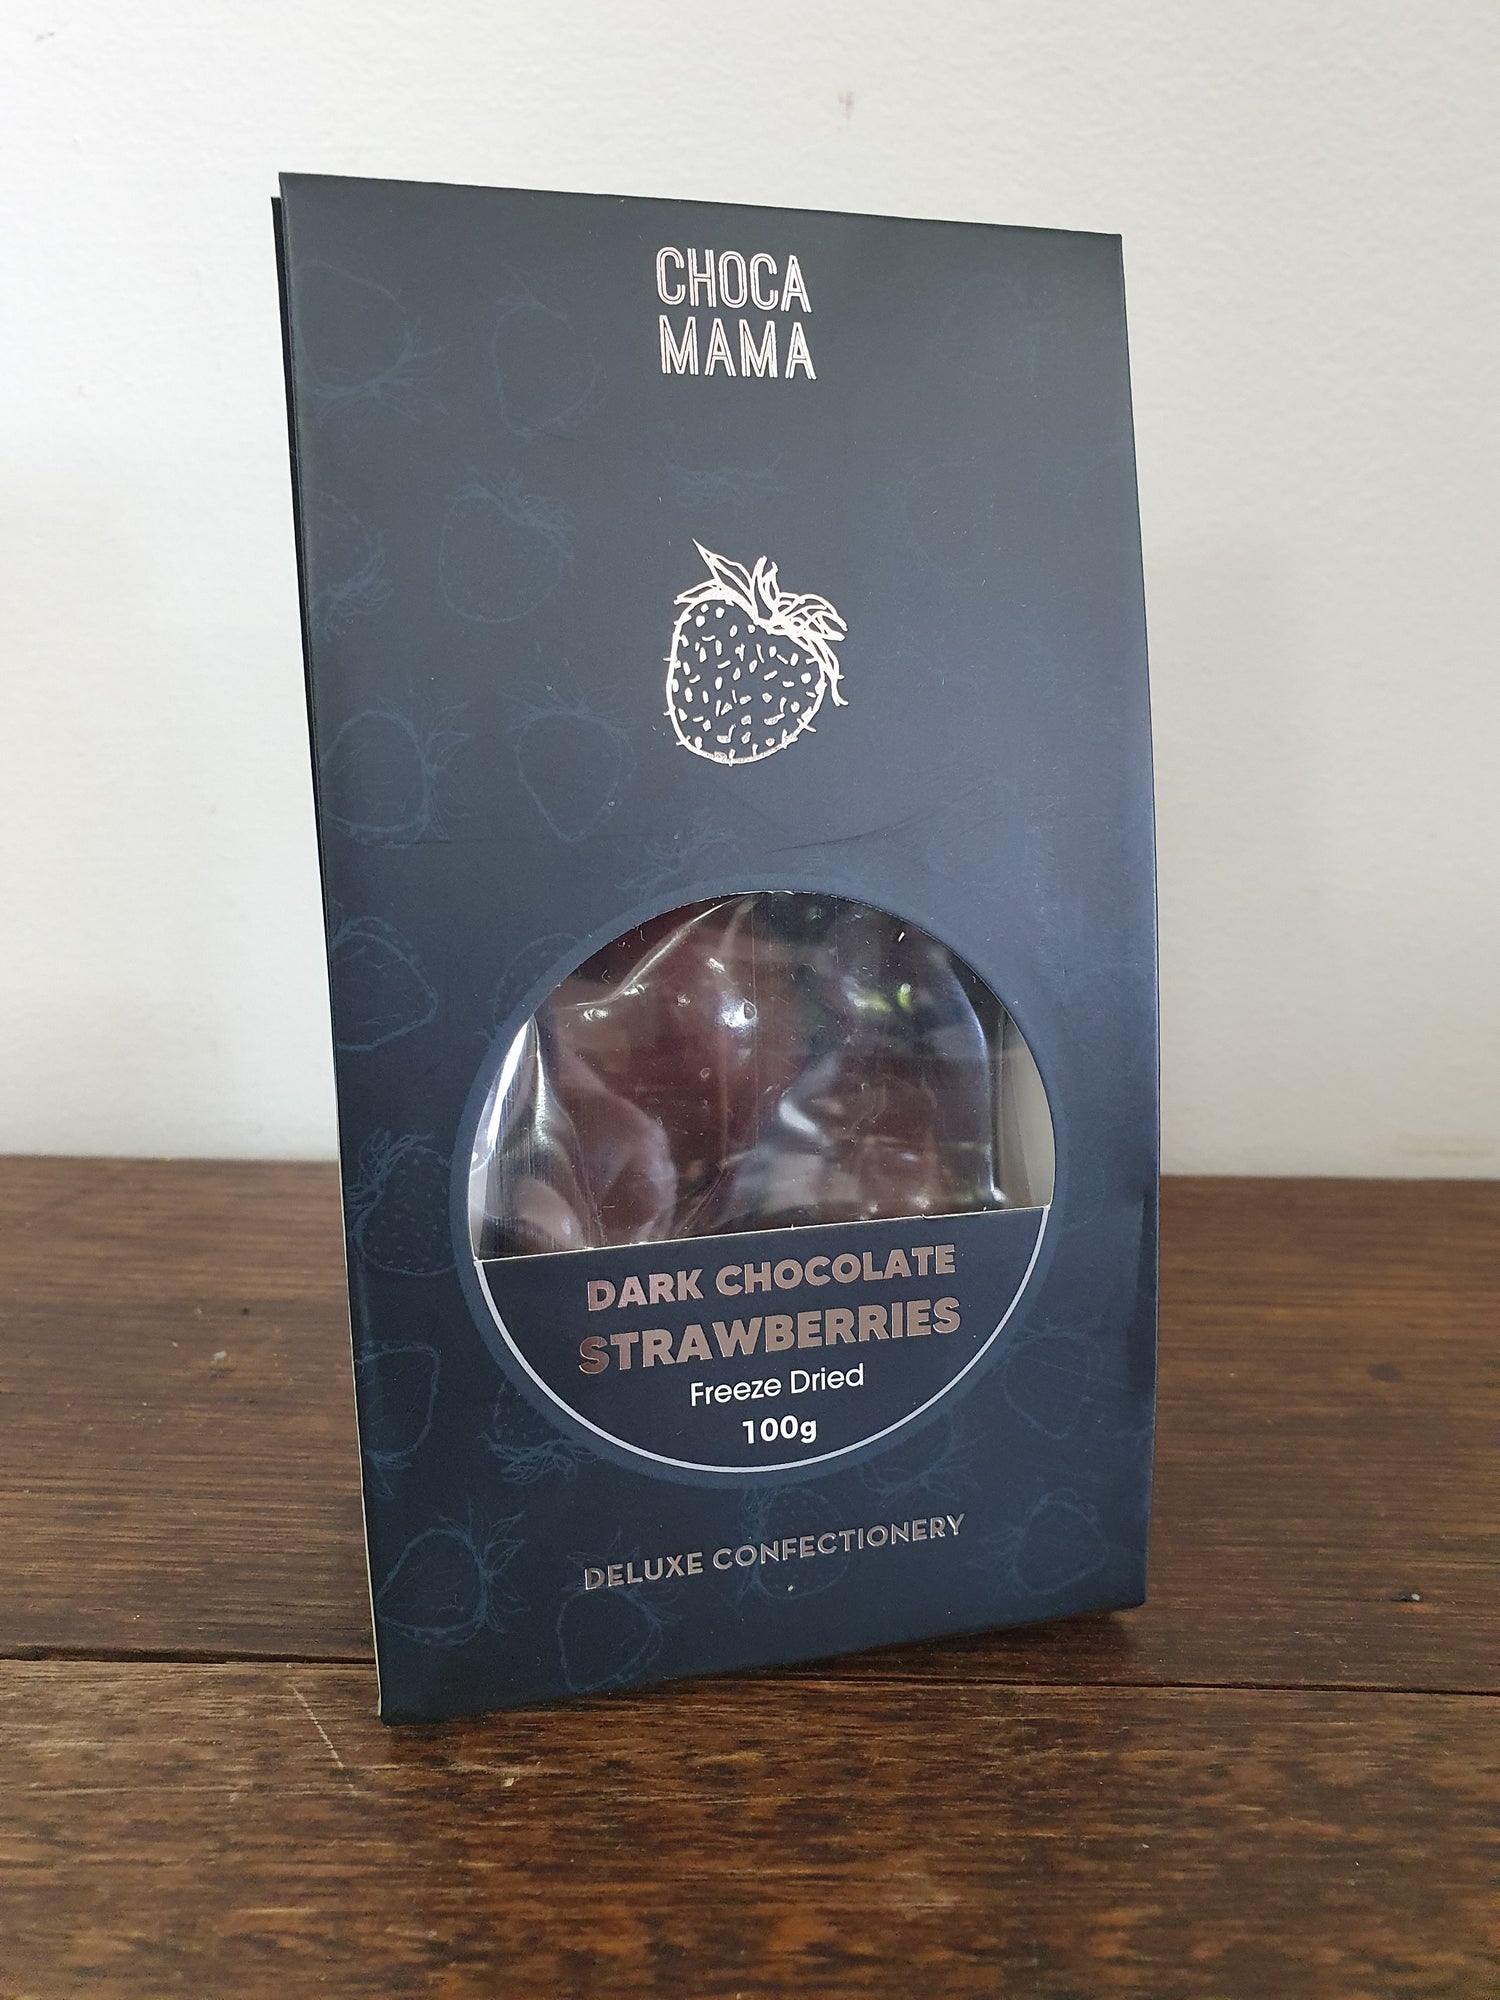 CHOCA
MAMA
DARK CHOCOLATE
STRAWBERRIES
Freeze Dried
100g
DELUXE CONFECTIONERY